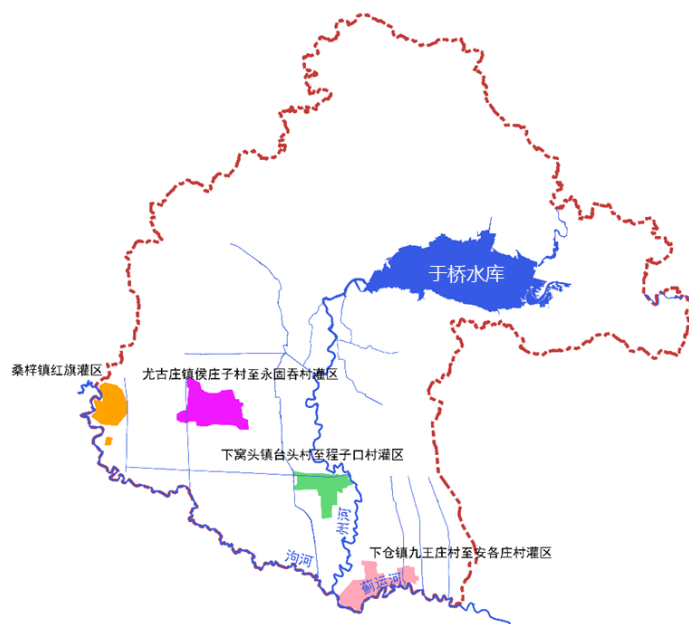 于桥水库
桑梓镇红旗灌区
尤古庄镇侯庄子村至永固吞村灌区
下窝头镇台头村至程子口村灌区
州河
泃河
下仓镇九王庄村至安各庄村灌区
蓟运河